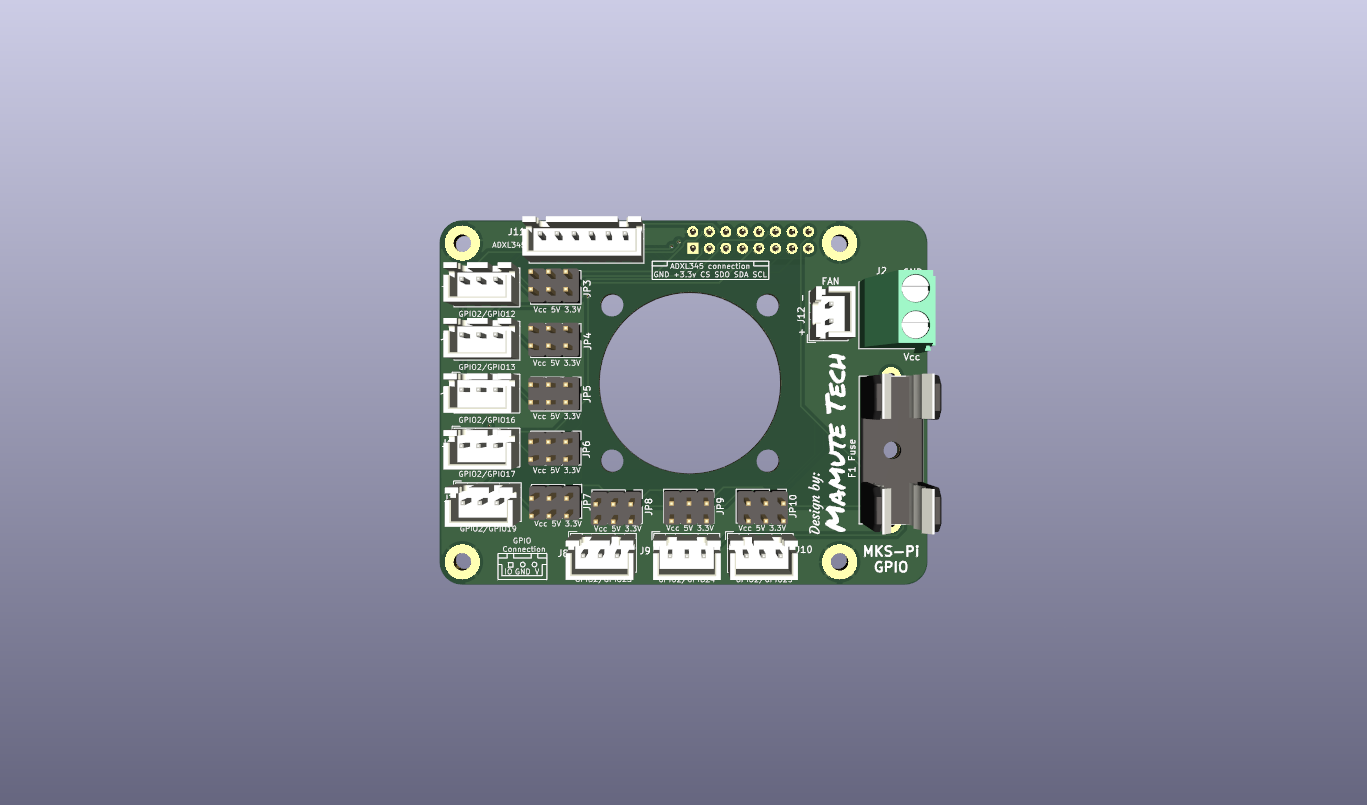 J11
J2
ADXL345 connection
GND +3.3v CS SDO SDA SCL
FAN
- J12 +
JP3
Vcc 5V 3.3V
GPIO2/GPIO12
JP4
Vcc 5V 3.3V
GPIO2/GPIO13
Vcc
JP5
Vcc 5V 3.3V
GPIO2/GPIO16
JP6
Vcc 5V 3.3V
GPIO2/GPIO17
JP7
Vcc 5V 3.3V
GPIO2/GPIO19
JP8
Vcc 5V 3.3V
JP9
Vcc 5V 3.3V
JP10
Vcc 5V 3.3V
Design by:
MAMUTE TECH
F1 Fuse
GPIO
Connection
IO GND V
J9
MKS-Pi
GPIO